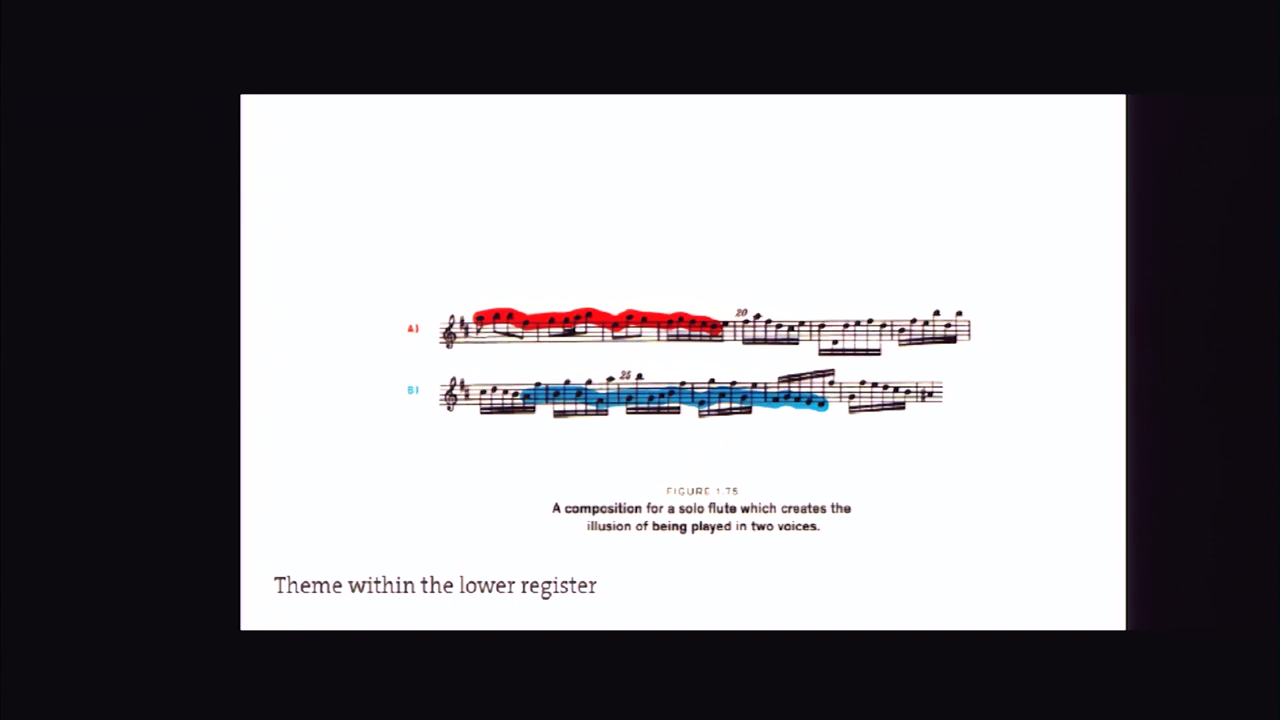 A)
20
B)
25
FIGURE 1.75
A composition for a solo flute which creates the
illusion of being played in two voices.
Theme within the lower register